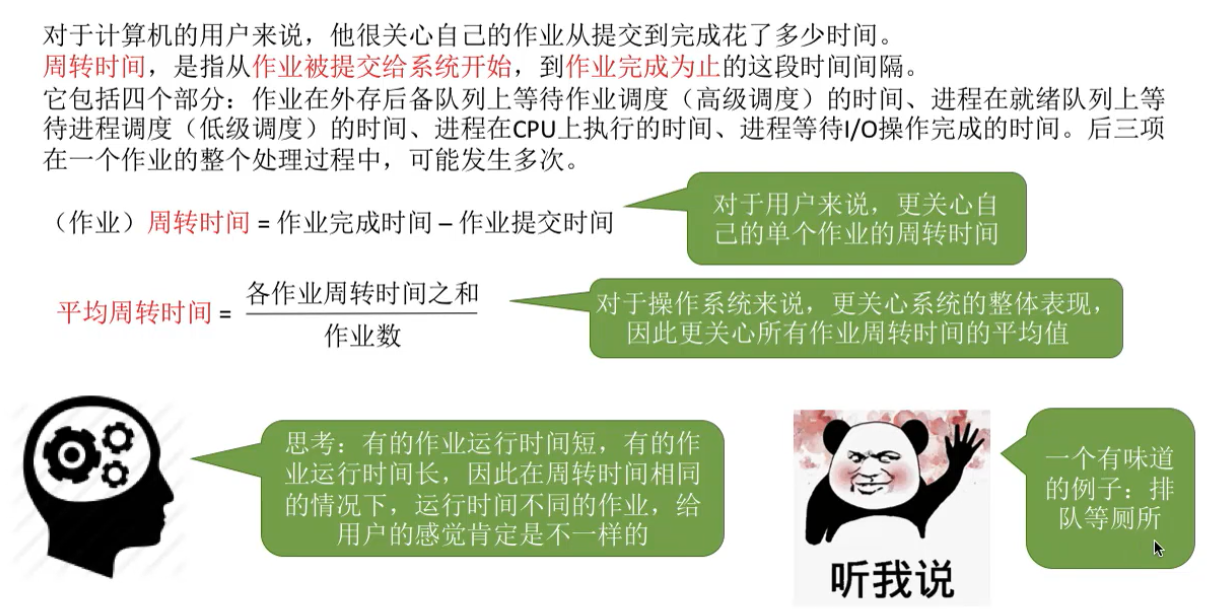 对于计算机的用户来说，他很关心自己的作业从提交到完成花了多少时间。
周转时间，是指从作业被提交给系统开始，到作业完成为止的这段时间间隔。
它包括四个部分：作业在外存后备队列上等待作业调度（高级调度）的时间、进程在就绪队列上等
待进程调度（低级调度）的时间、进程在CPU上执行的时间、进程等待I/O操作完成的时间。后三项
在一个作业的整个处理过程中，可能发生多次。
（作业）周转时间 = 作业完成时间 – 作业提交时间
对于用户来说，更关心自
己的单个作业的周转时间
平均周转时间 =
各作业周转时间之和
作业数
对于操作系统来说，更关心系统的整体表现，
因此更关心所有作业周转时间的平均值
思考：有的作业运行时间短，有的作
业运行时间长，因此在周转时间相同
的情况下，运行时间不同的作业，给
用户的感觉肯定是不一样的
听我说
一个有味道
的例子：排
队等厕所